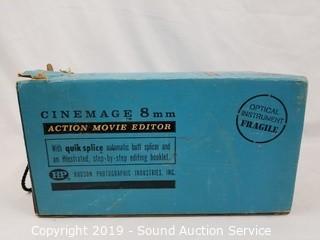 CINEMAGE 8mm
TM
ACTION MOVIE EDITOR
With quik splice automatic butt splicer and
an illustrated, step-by-step editing booklet.
HP HUDSON PHOTOGRAPHIC INDUSTRIES, INC.
OPTICAL
INSTRUMENT
FRAGILE
Copyright 2019 - Sound Auction Service